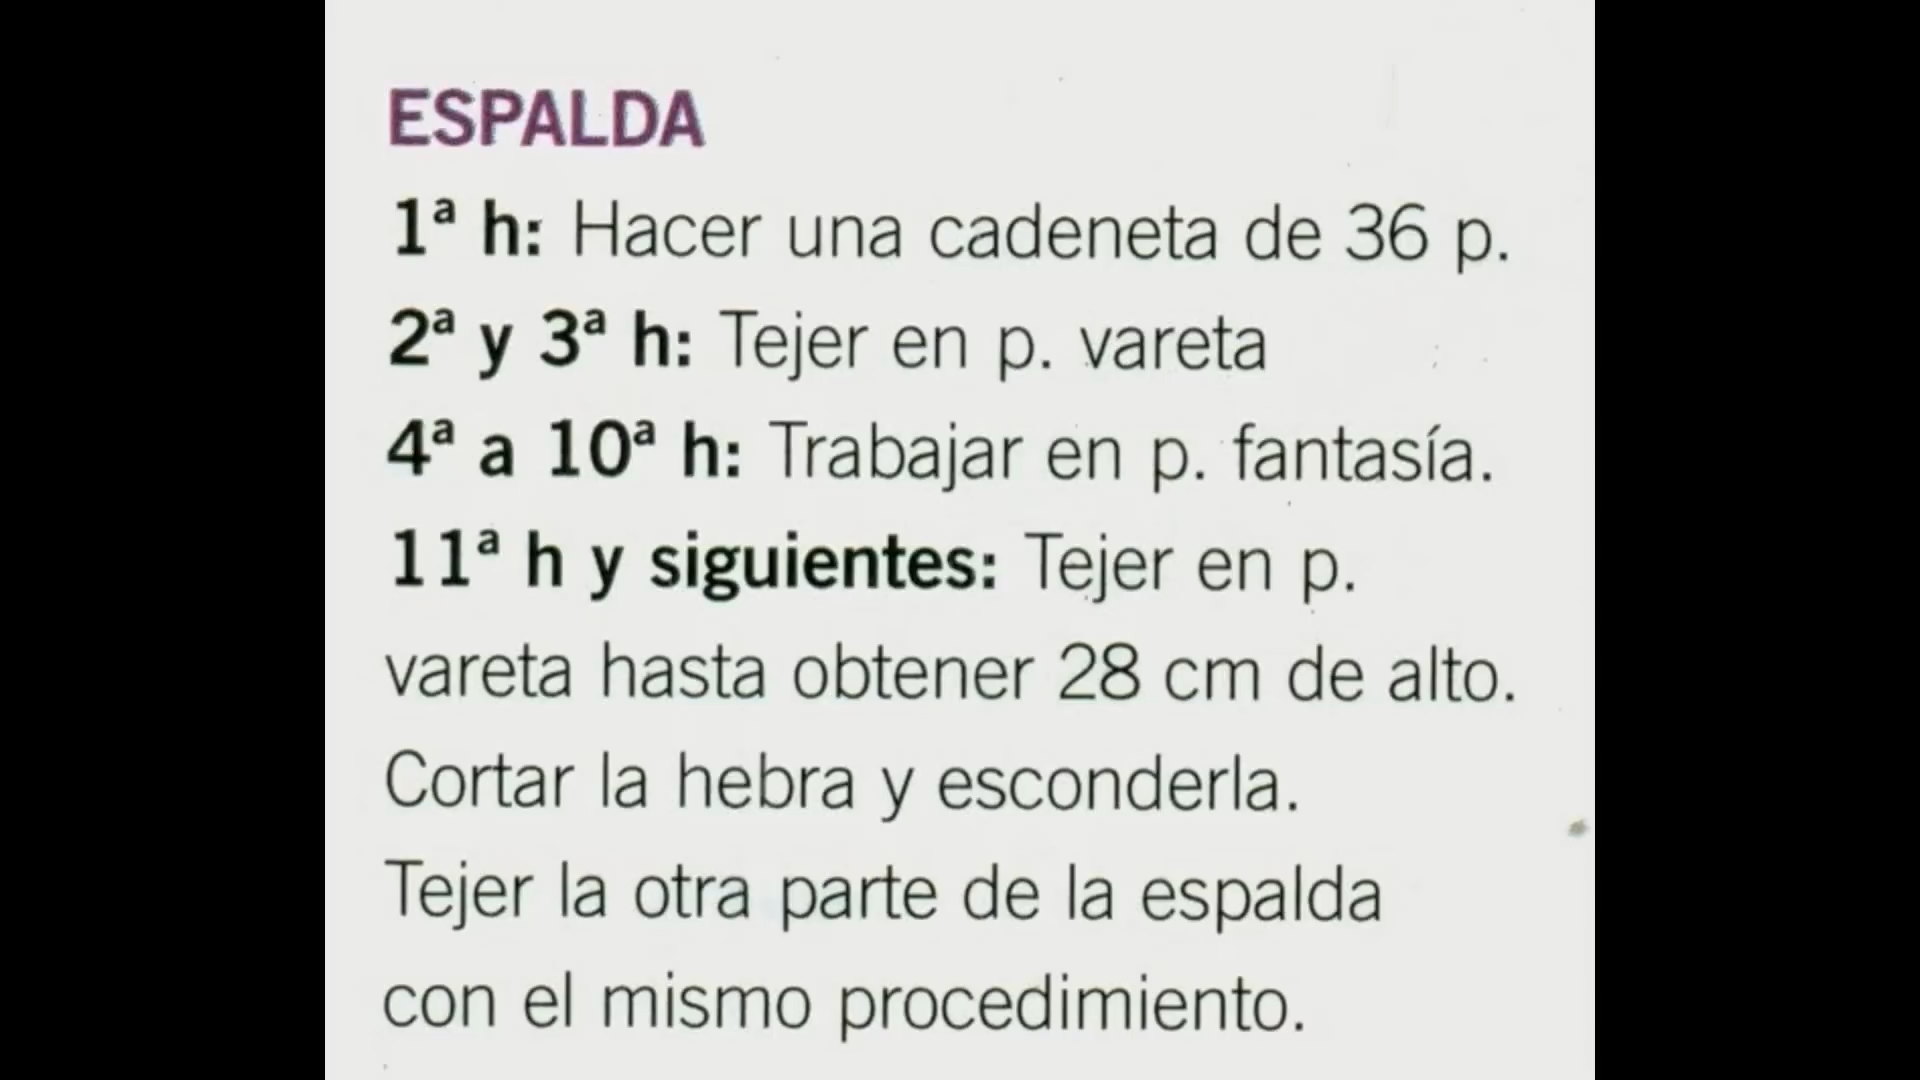 ESPALDA
1ª h: Hacer una cadeneta de 36 p.
2ª y 3ª h: Tejer en p. vareta
4ª a 10ª h: Trabajar en p. fantasía.
11ª h y siguientes: Tejer en p.
vareta hasta obtener 28 cm de alto.
Cortar la hebra y esconderla.
Tejer la otra parte de la espalda
con el mismo procedimiento.